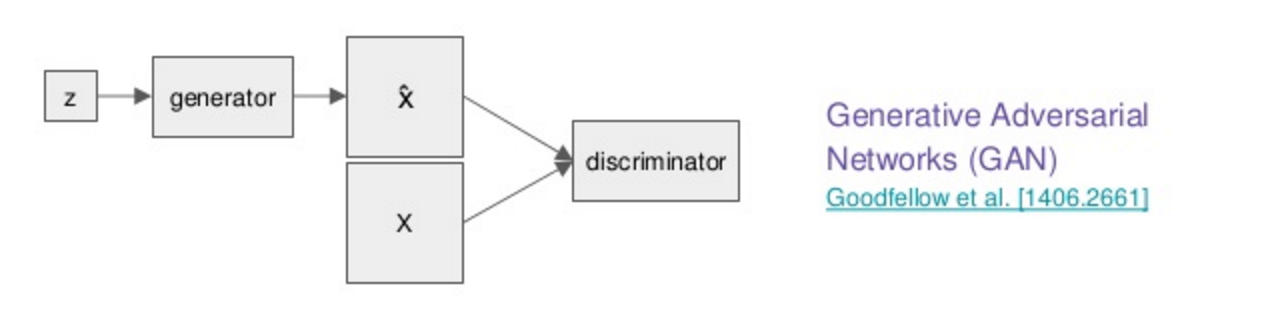 z
generator
x̂
x
discriminator
Generative Adversarial
Networks (GAN)
Goodfellow et al. [1406.2661]